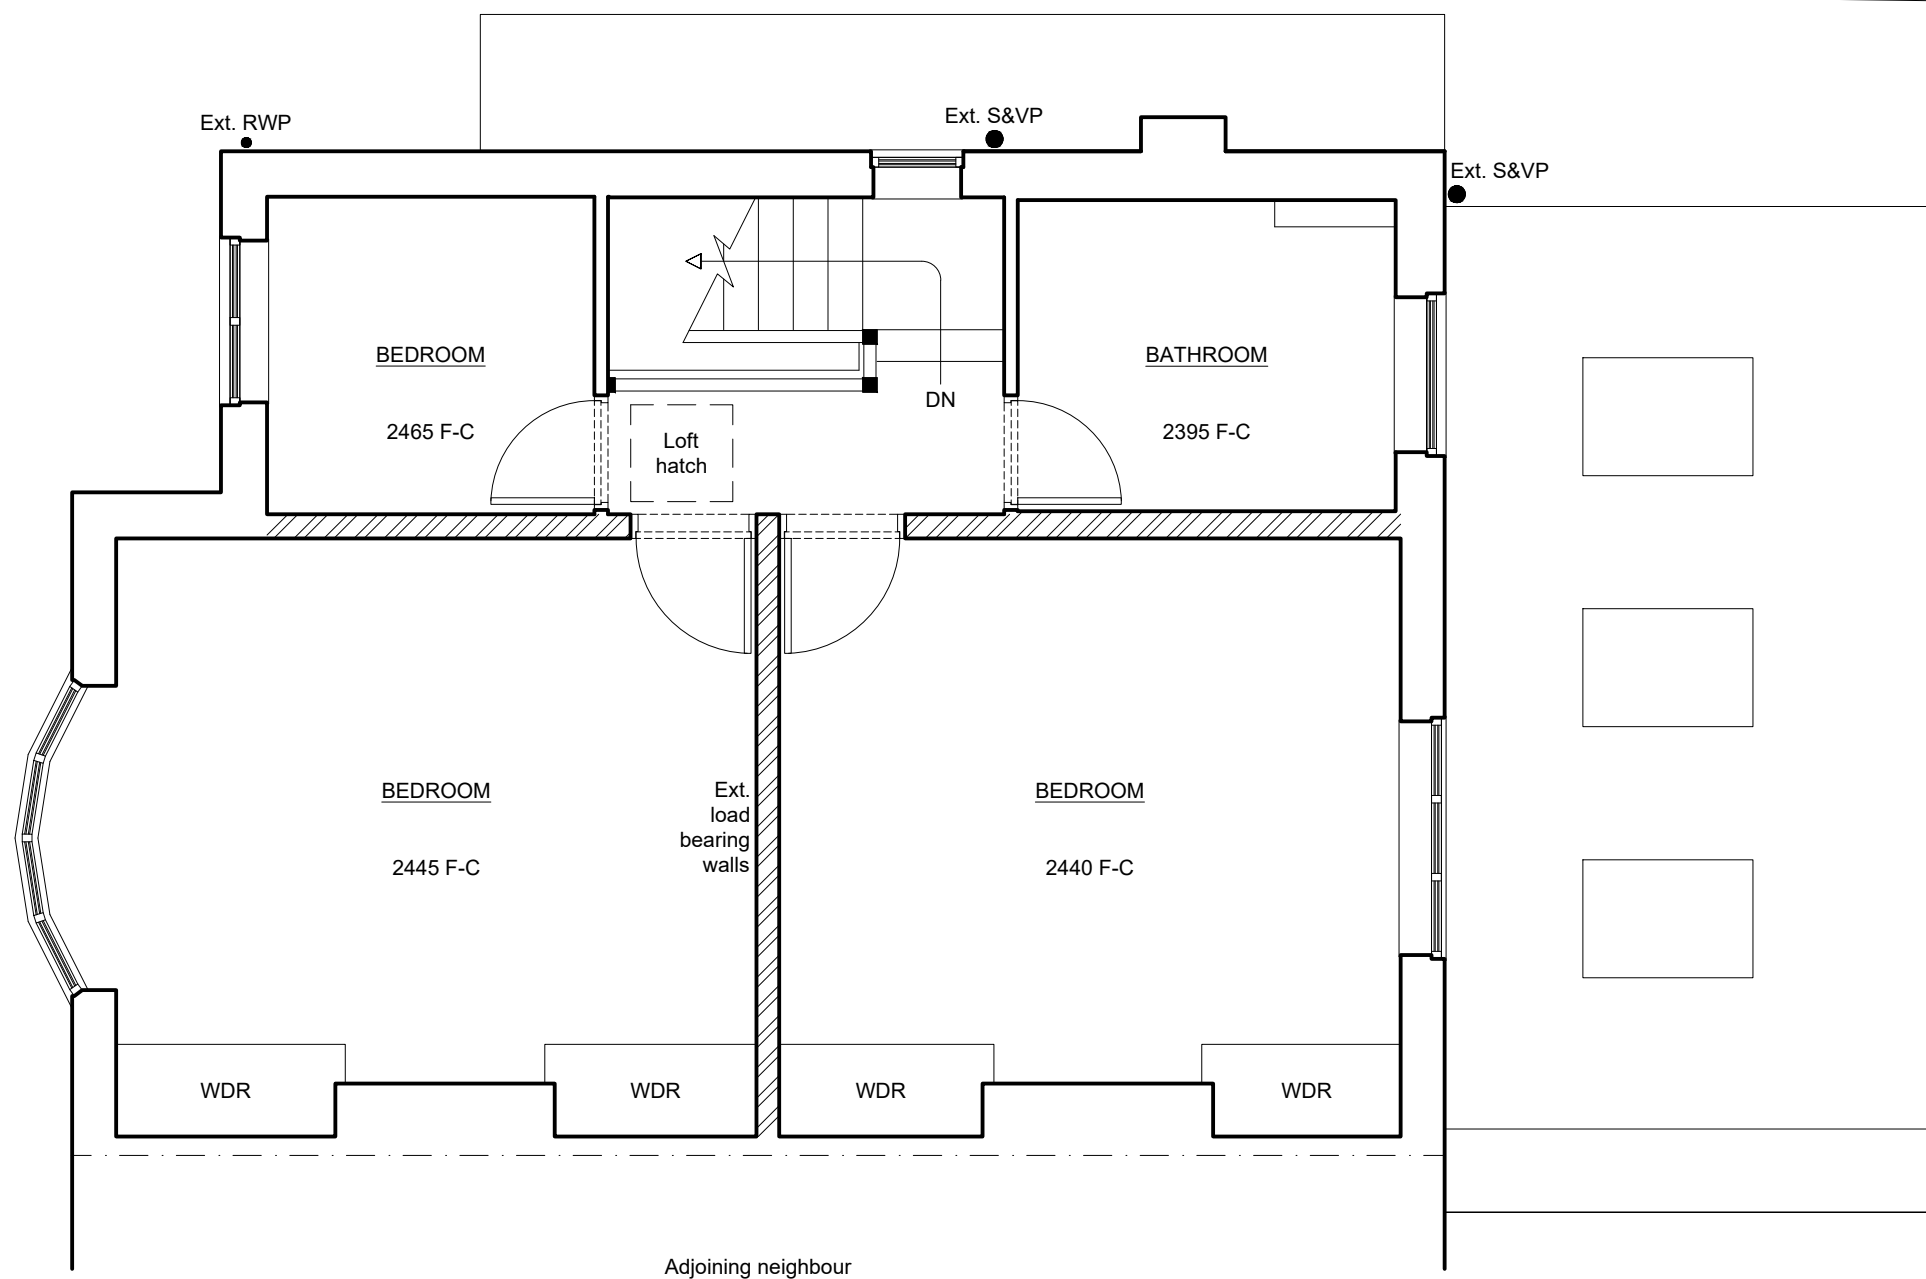 Ext. RWP
Ext. S&VP
Ext. S&VP
BEDROOM
2465 F-C
Loft
hatch
DN
BATHROOM
2395 F-C
BEDROOM
2445 F-C
Ext.
load
bearing
walls
BEDROOM
2440 F-C
WDR
WDR
WDR
WDR
Adjoining neighbour